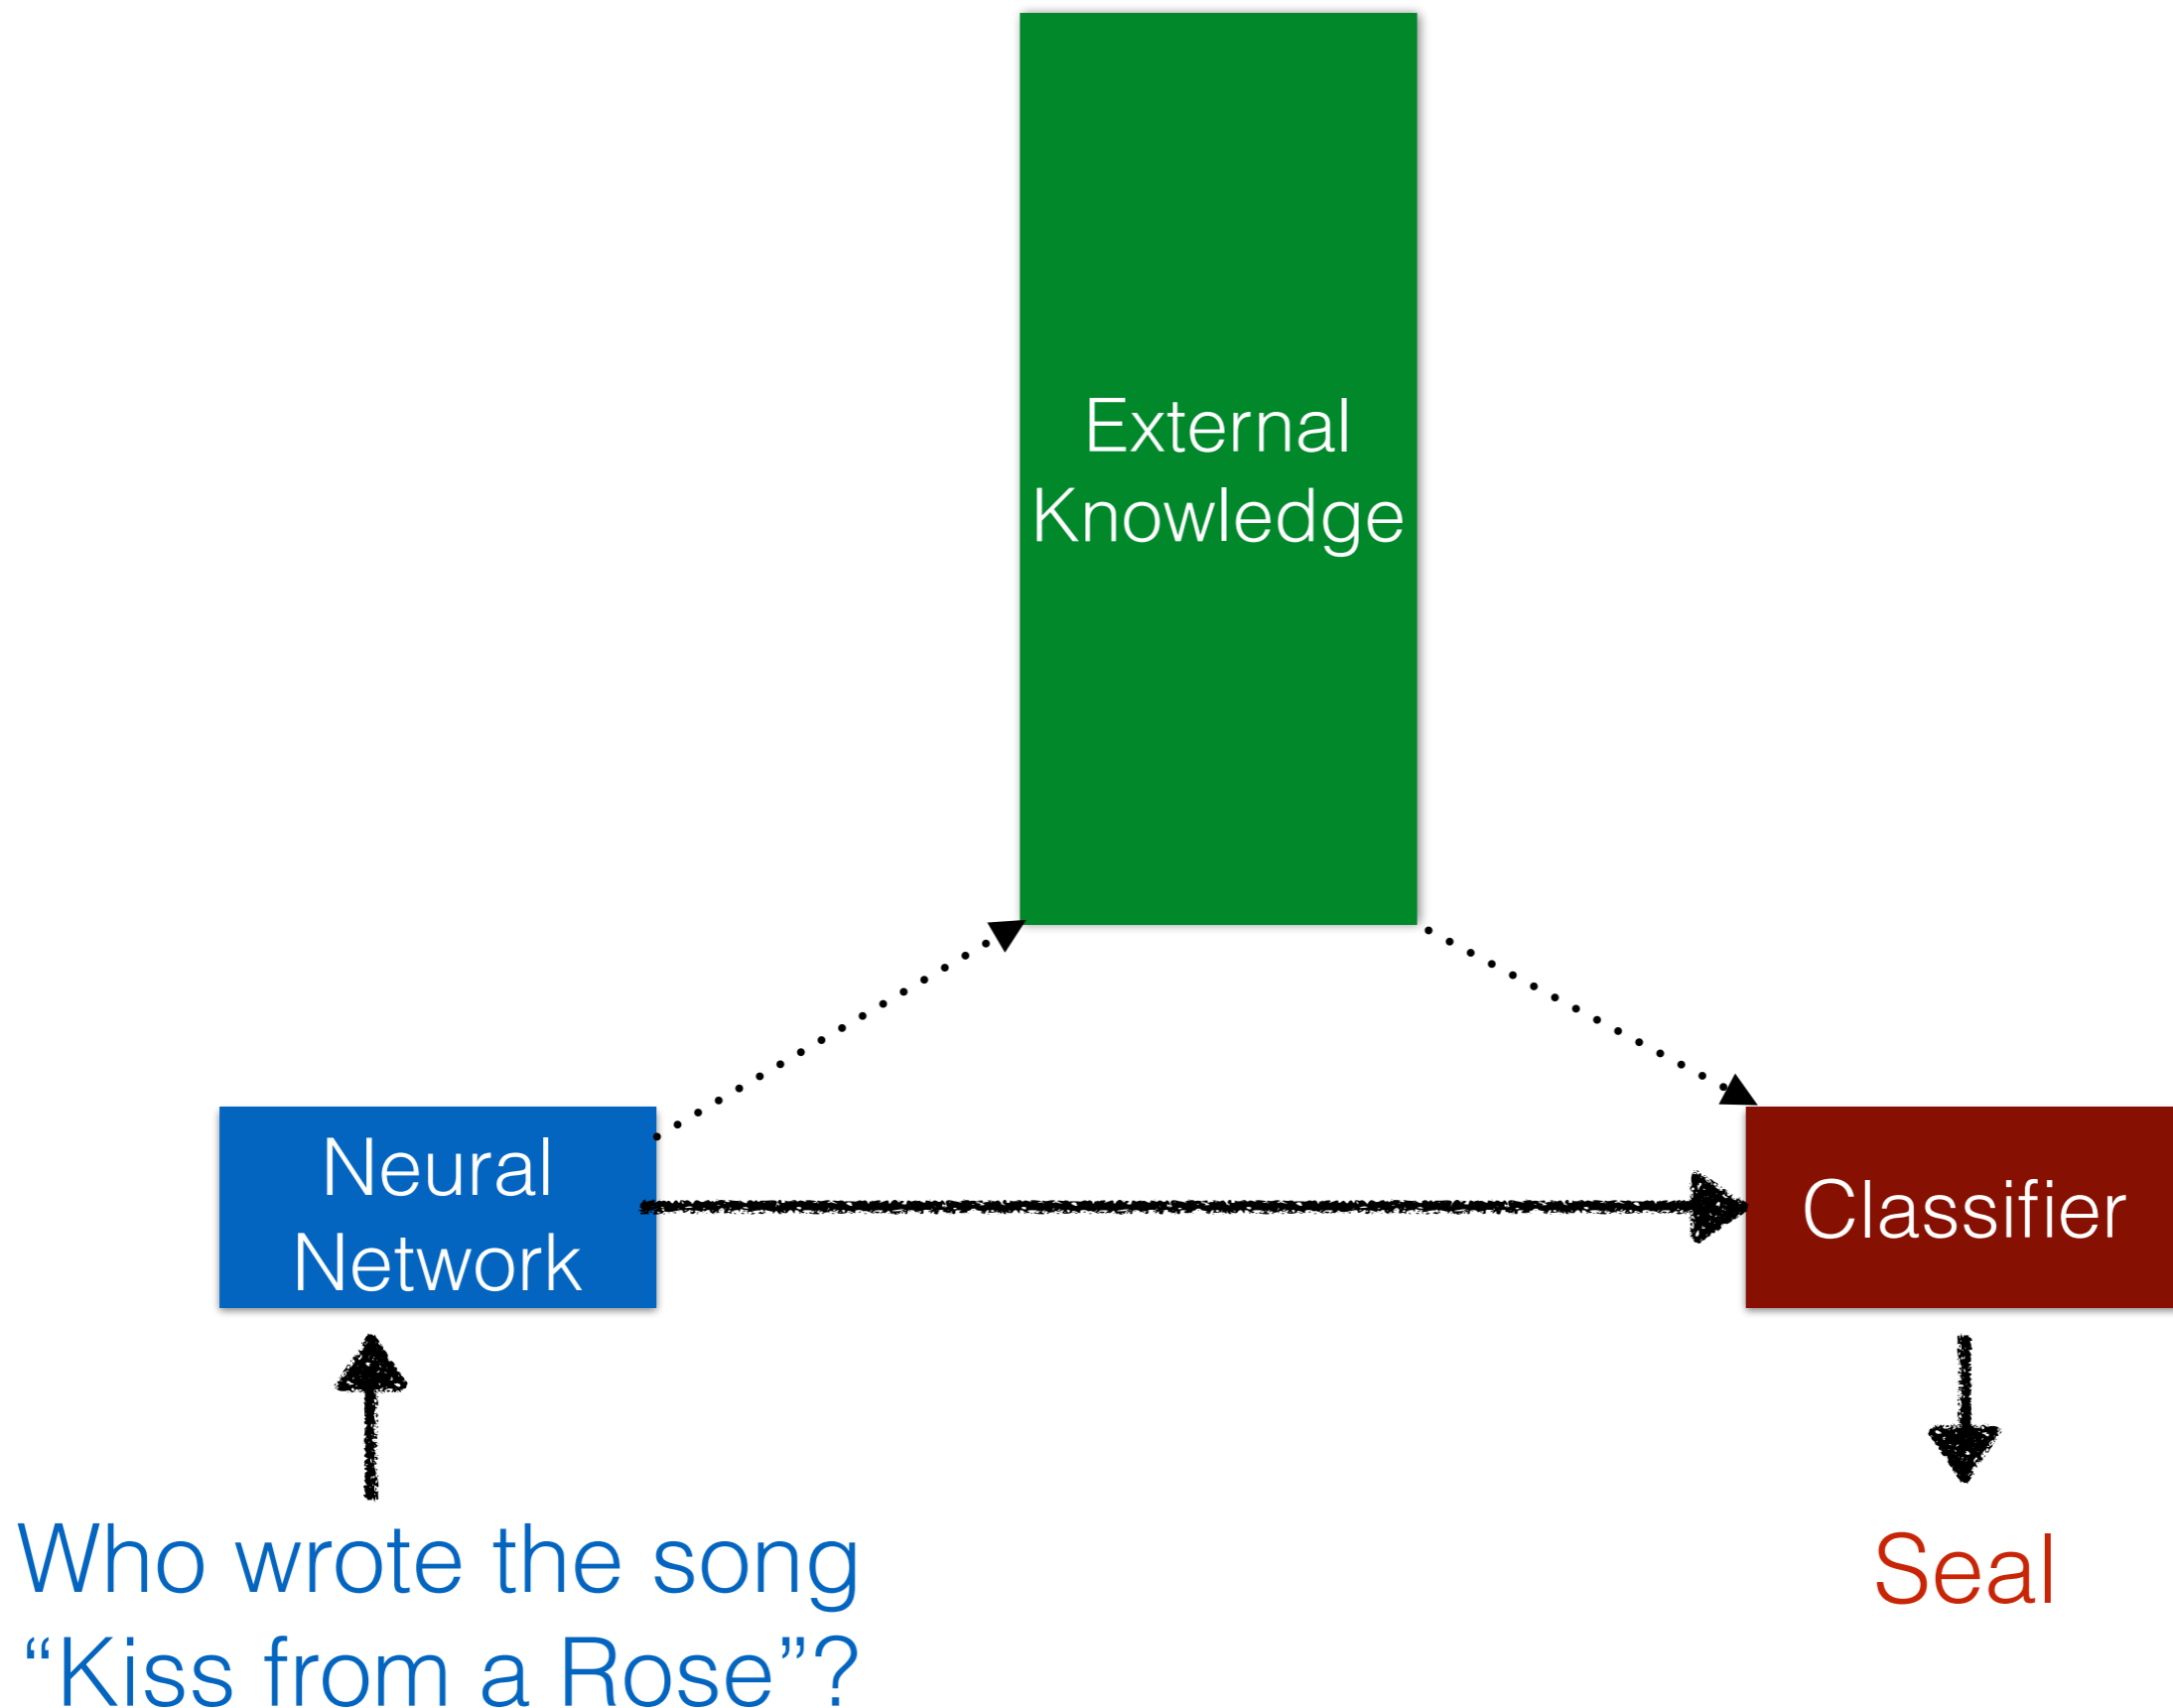 External
Knowledge
Neural
Network
Classifier
Who wrote the song
“Kiss from a Rose”?
Seal